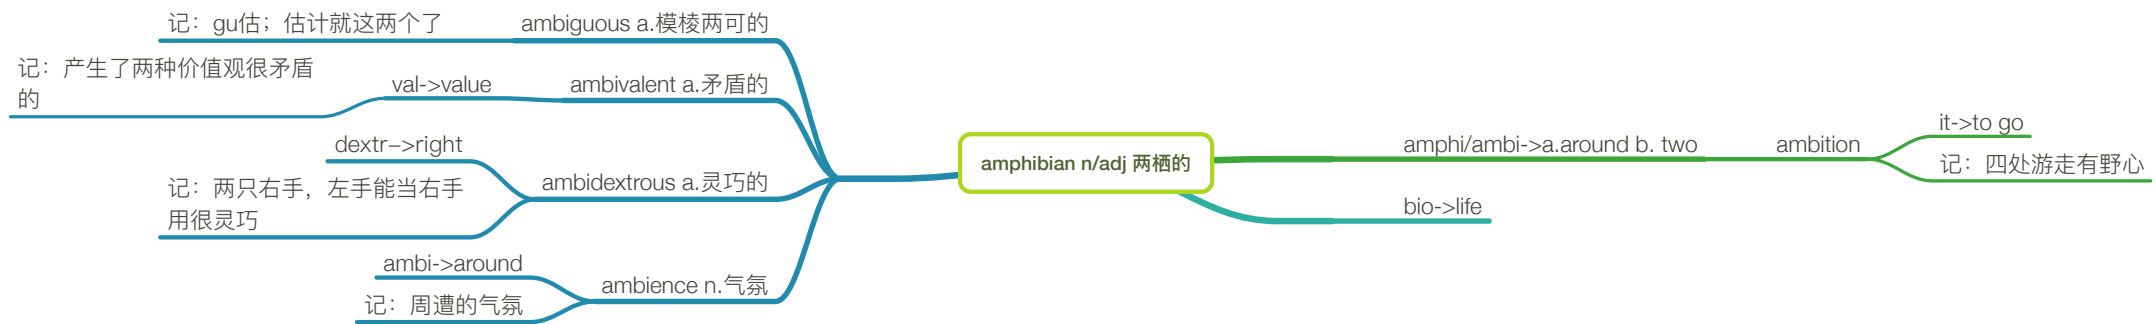 记：gu估；估计就这两个了
ambiguous a.模棱两可的
记：产生了两种价值观很矛盾
的
val->value
ambivalent a.矛盾的
dextr–>right
记：两只右手，左手能当右手
用很灵巧
ambidextrous a.灵巧的
ambi->around
记：周遭的气氛
ambience n.气氛
amphibian n/adj 两栖的
amphi/ambi->a.around b. two
ambition
it->to go
记：四处游走有野心
bio->life